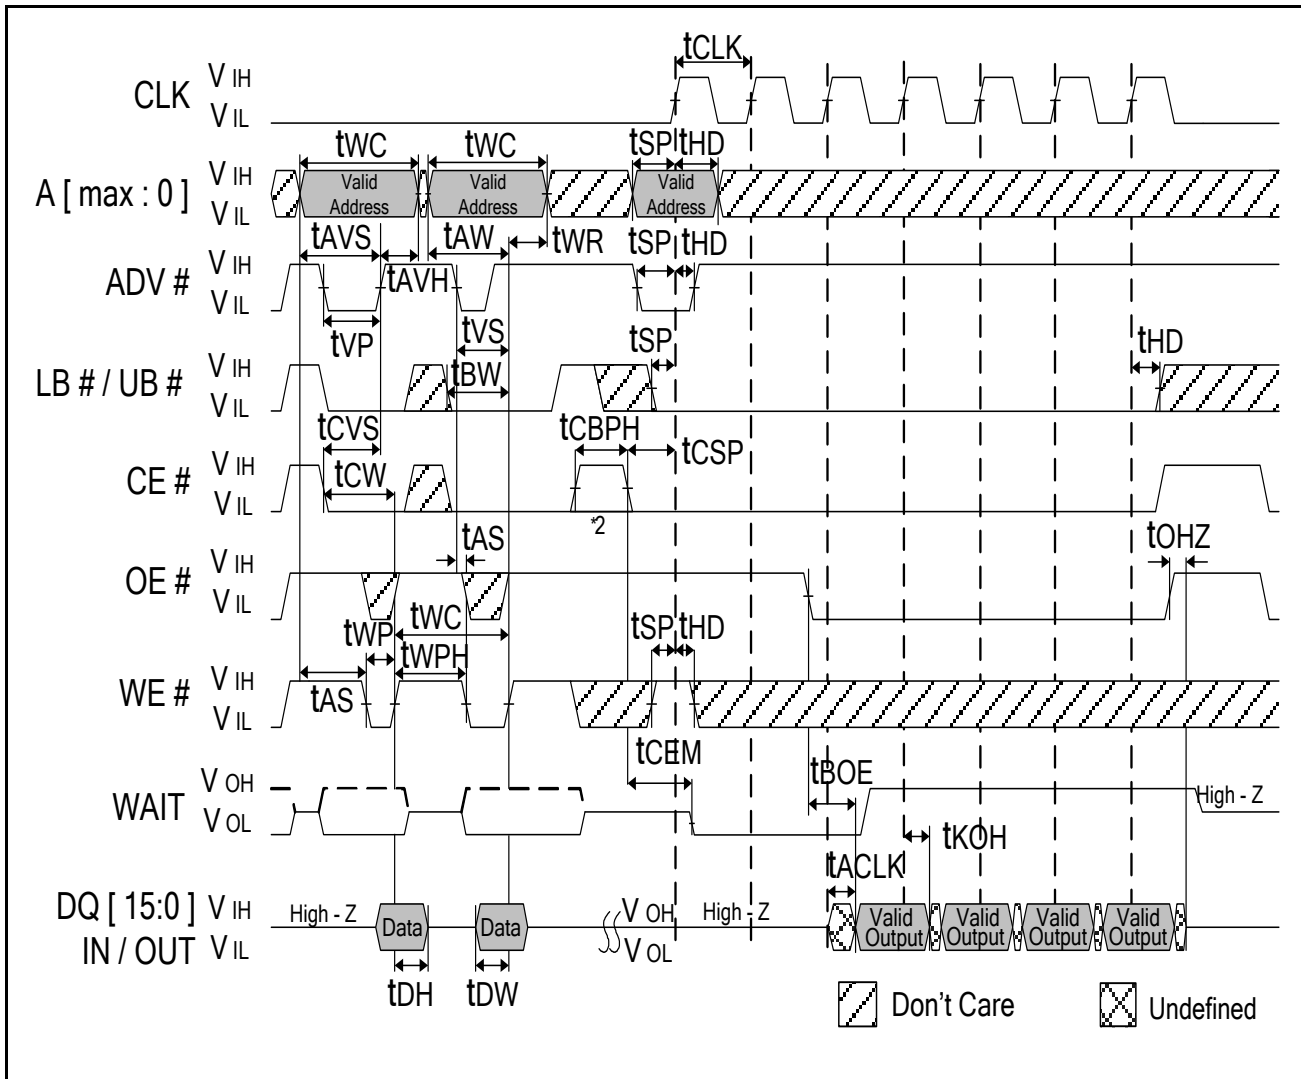 tCLK
CLK V IH
V IL
tWC tWC tSP tHD
A [ max : 0 ] V IH
V IL
Valid Address Valid Address Valid Address
tAVS tAW tWR tSP tHD
ADV # V IH
V IL
tAVH
tVP tVS tSP tHD
LB # / UB # V IH
V IL
tBW
tCVS tCBPH tCSP
CE # V IH
V IL
tCW
*2
tAS tOHZ
OE # V IH
V IL
tWP tWC tSP tHD
tWPH
WE # V IH
V IL
tAS
tCEM tBOE
WAIT V OH
V OL
High - Z
tKOH
tACLK
DQ [ 15:0 ] V IH
IN / OUT V IL
High - Z Data Data V OH High - Z
V OL
Valid Output Valid Output Valid Output Valid Output
tDH tDW
Don't Care Undefined